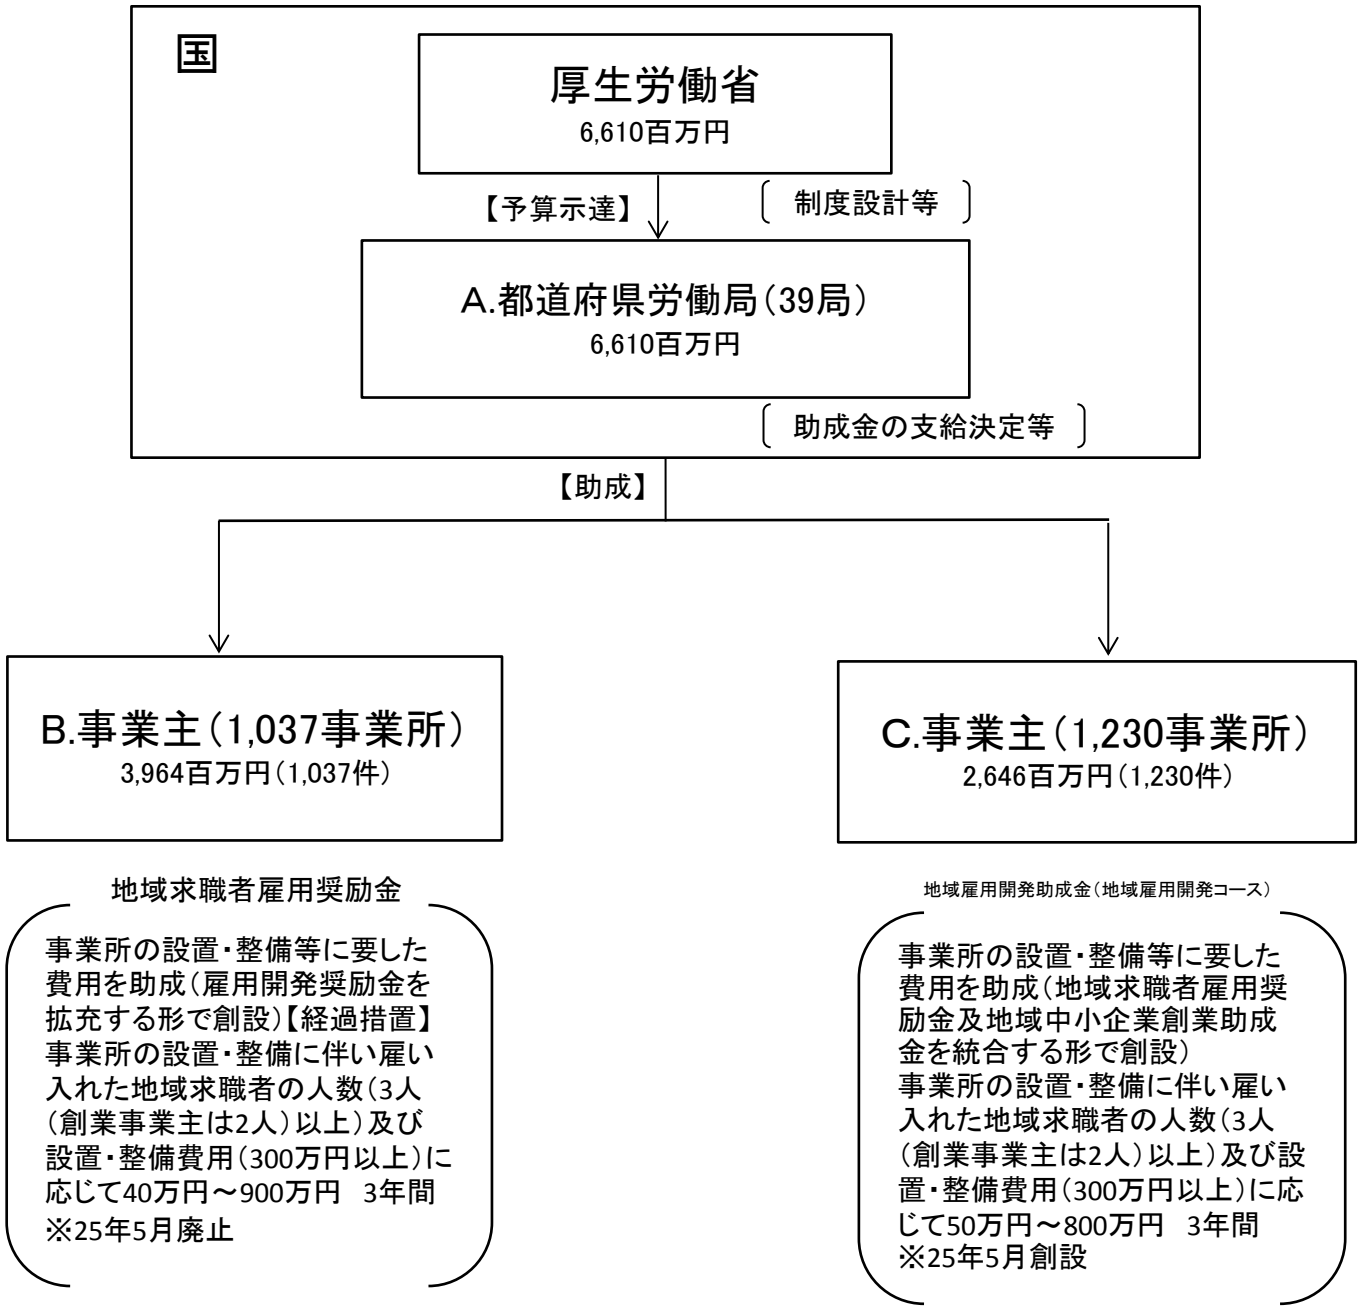 国
厚生労働省
6,610百万円
【予算示達】
制度設計等
A.都道府県労働局(39局)
6,610百万円
助成金の支給決定等
【助成】
B.事業主(1,037事業所)
3,964百万円(1,037件)
C.事業主(1,230事業所)
2,646百万円(1,230件)
地域求職者雇用奨励金
事業所の設置・整備等に要した
費用を助成(雇用開発奨励金を
拡充する形で創設)【経過措置】
事業所の設置・整備に伴い雇い
入れた地域求職者の人数(3人
(創業事業主は2人)以上)及び
設置・整備費用(300万円以上)に
応じて40万円～900万円 3年間
※25年5月廃止
地域雇用開発助成金(地域雇用開発コース)
事業所の設置・整備等に要した
費用を助成(地域求職者雇用奨
励金及地域中小企業創業助成
金を統合する形で創設)
事業所の設置・整備に伴い雇い
入れた地域求職者の人数(3人
(創業事業主は2人)以上)及び設
置・整備費用(300万円以上)に応
じて50万円～800万円 3年間
※25年5月創設